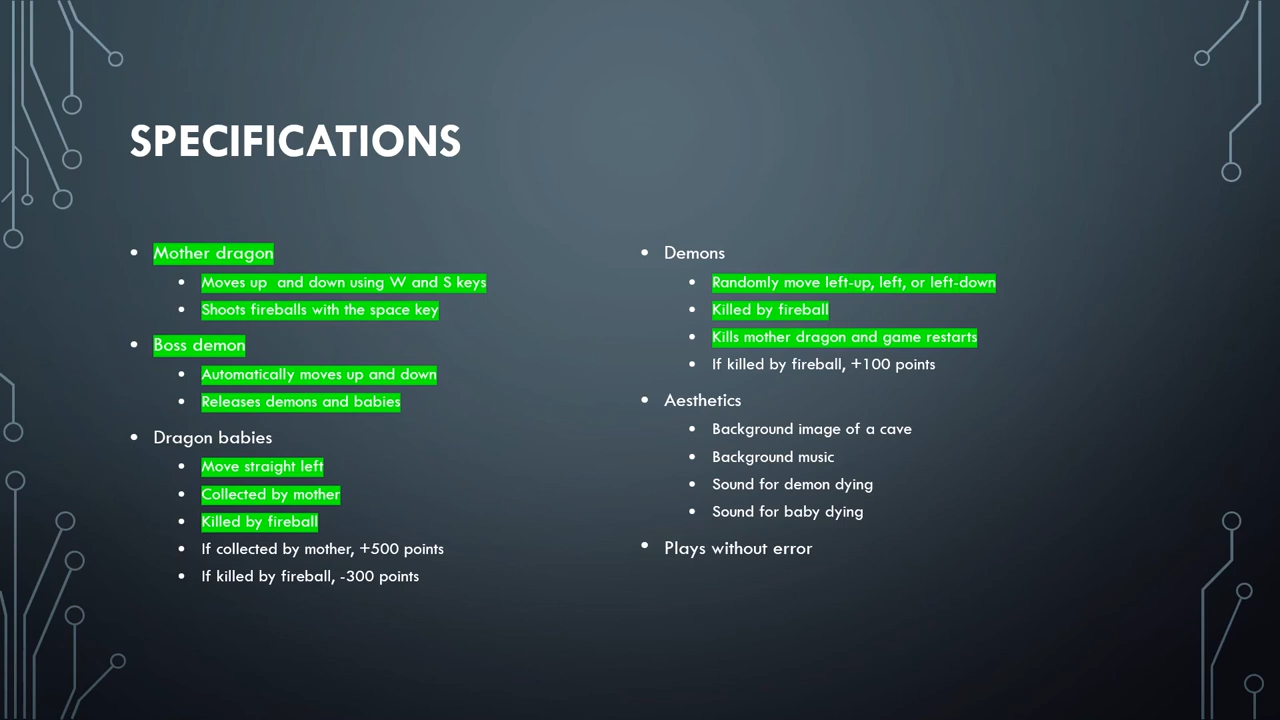 SPECIFICATIONS
Mother dragon
Moves up  and down using W and S keys
Shoots fireballs with the space key
Boss demon
Automatically moves up and down
Releases demons and babies
Dragon babies
Move straight left
Collected by mother
Killed by fireball
If collected by mother, +500 points
If killed by fireball, -300 points
Demons
Randomly move left-up, left, or left-down
Killed by fireball
Kills mother dragon and game restarts
If killed by fireball, +100 points
Aesthetics
Background image of a cave
Background music
Sound for demon dying
Sound for baby dying
Plays without error